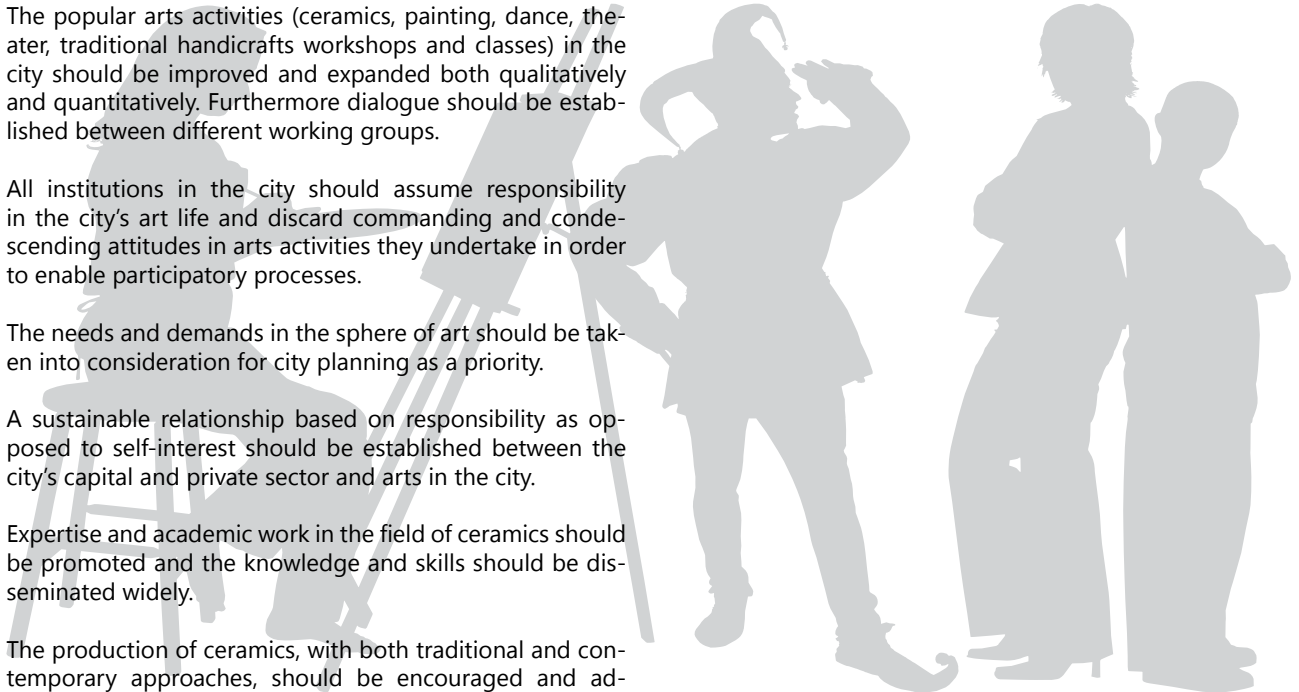 The popular arts activities (ceramics, painting, dance, the-
ater, traditional handicrafts workshops and classes) in the
city should be improved and expanded both qualitatively
and quantitatively. Furthermore dialogue should be estab-
lished between different working groups.
All institutions in the city should assume responsibility
in the city's art life and discard commanding and conde-
scending attitudes in arts activities they undertake in order
to enable participatory processes.
The needs and demands in the sphere of art should be tak-
en into consideration for city planning as a priority.
A sustainable relationship based on responsibility as op-
posed to self-interest should be established between the
city's capital and private sector and arts in the city.
Expertise and academic work in the field of ceramics should
be promoted and the knowledge and skills should be dis-
seminated widely.
The production of ceramics, with both traditional and con-
temporary approaches, should be encouraged and ad-